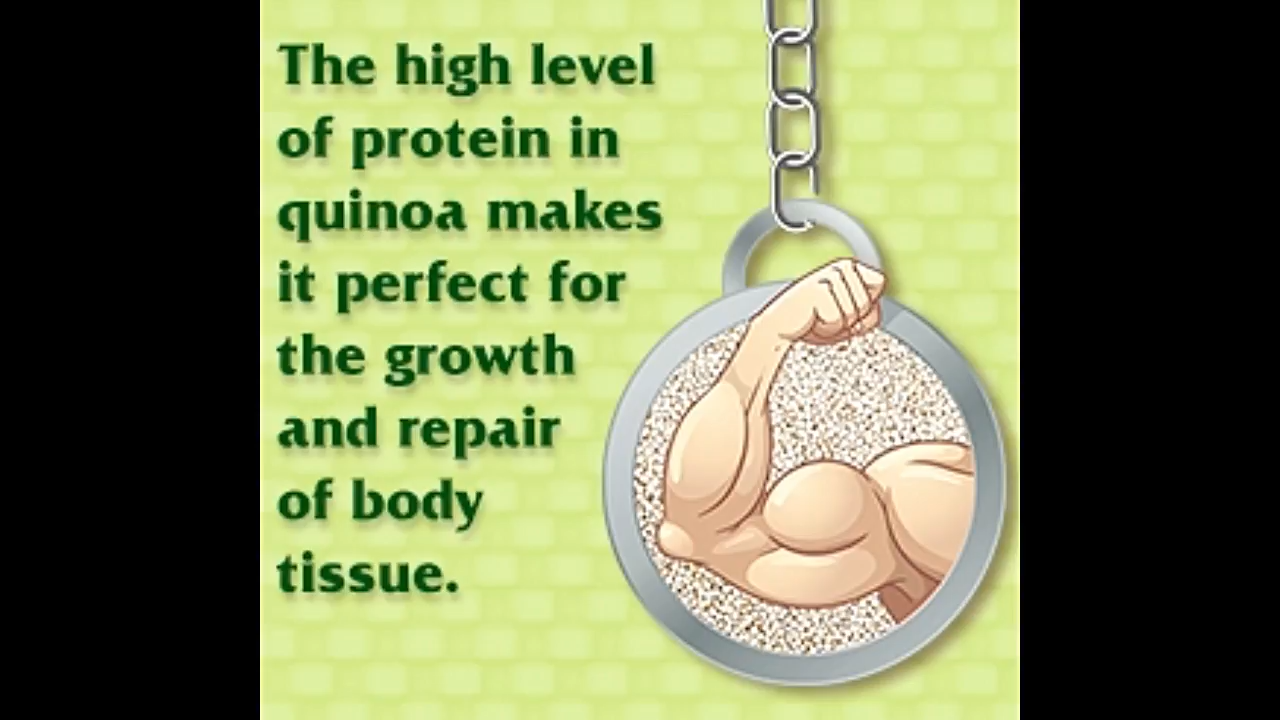 The high level
of protein in
quinoa makes
it perfect for
the growth
and repair
of body
tissue.